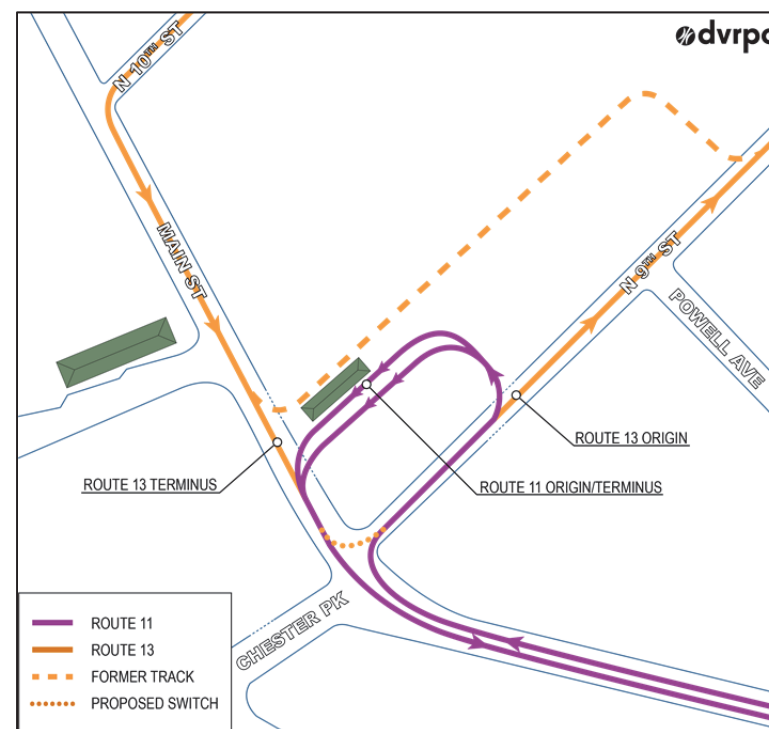 dvrpc
N 10TH ST
MAIN ST
N 9TH ST
POWELL AVE
ROUTE 13 ORIGIN
ROUTE 13 TERMINUS
ROUTE 11 ORIGIN/TERMINUS
CHESTER PK
ROUTE 11
ROUTE 13
FORMER TRACK
PROPOSED SWITCH